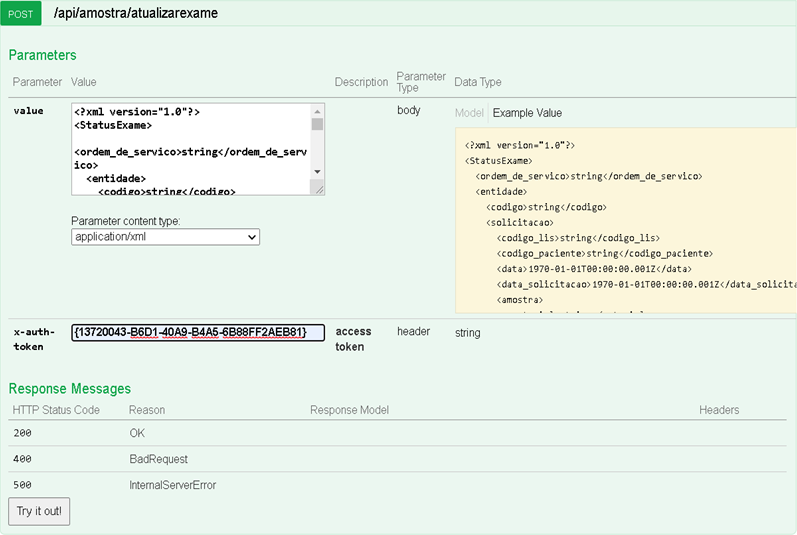 POST /api/amostra/atualizarexame
Parameters
Parameter Value Description Parameter Type Data Type
value
<?xml version="1.0"?>
<StatusExame>
<ordem_de_servico>string</ordem_de_serv
ico>
<entidade>
<codigo>string</codigo>
Parameter content type:
application/xml
body
Model Example Value
<?xml version="1.0"?>
<StatusExame>
<ordem_de_servico>string</ordem_de_servico>
<entidade>
<codigo>string</codigo>
<solicitacao>
<codigo_lis>string</codigo_lis>
<codigo_paciente>string</codigo_paciente>
<data>1970-01-01T00:00:00.001Z</data>
<data_solicitacao>1970-01-01T00:00:00.001Z</data_solicita
<amostra>
x-auth-
token
{13720043-B6D1-40A9-B4A5-6B88FF2AEB81}
access
token
header
string
Response Messages
HTTP Status Code Reason Response Model Headers
200 OK
400 BadRequest
500 InternalServerError
Try it out!